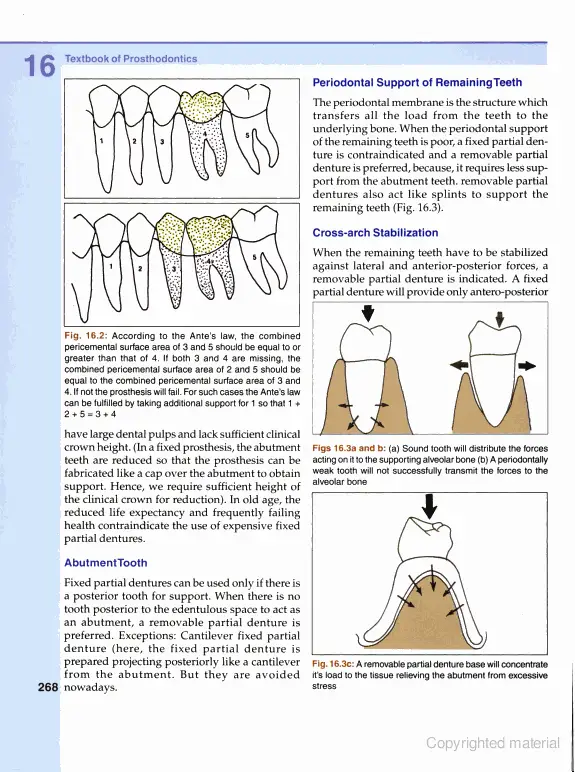 16
Textbook of Prosthodontics
1
2
3
4
5
1
2
3
4
5
Fig. 16.2: According to the Ante's law, the combined
pericemental surface area of 3 and 5 should be equal to or
greater than that of 4. If both 3 and 4 are missing, the
combined pericemental surface area of 2 and 5 should be
equal to the combined pericemental surface area of 3 and
4. If not the prosthesis will fail. For such cases the Ante's law
can be fulfilled by taking additional support for 1 so that 1 +
2 + 5 = 3 + 4
have large dental pulps and lack sufficient clinical
crown height. (In a fixed prosthesis, the abutment
teeth are reduced so that the prosthesis can be
fabricated like a cap over the abutment to obtain
support. Hence, we require sufficient height of
the clinical crown for reduction). In old age, the
reduced life expectancy and frequently failing
health contraindicate the use of expensive fixed
partial dentures.
AbutmentTooth
Fixed partial dentures can be used only if there is
a posterior tooth for support. When there is no
tooth posterior to the edentulous space to act as
an abutment, a removable partial denture is
preferred. Exceptions: Cantilever fixed partial
denture (here, the fixed partial denture is
prepared projecting posteriorly like a cantilever
from the abutment. But they are avoided
nowadays.
268
Periodontal Support of RemainingTeeth
The periodontal membrane is the structure which
transfers all the load from the teeth to the
underlying bone. When the periodontal support
of the remaining teeth is poor, a fixed partial den-
ture is contraindicated and a removable partial
denture is preferred, because, it requires less sup-
port from the abutment teeth. removable partial
dentures also act like splints to support the
remaining teeth (Fig. 16.3).
Cross-arch Stabilization
When the remaining teeth have to be stabilized
against lateral and anterior-posterior forces, a
removable partial denture is indicated. A fixed
partial denture will provide only antero-posterior
Figs 16.3a and b: (a) Sound tooth will distribute the forces
acting on it to the supporting alveolar bone (b) A periodontally
weak tooth will not successfully transmit the forces to the
alveolar bone
Fig. 16.3c: A removable partial denture base will concentrate
it's load to the tissue relieving the abutment from excessive
stress
Copyrighted material